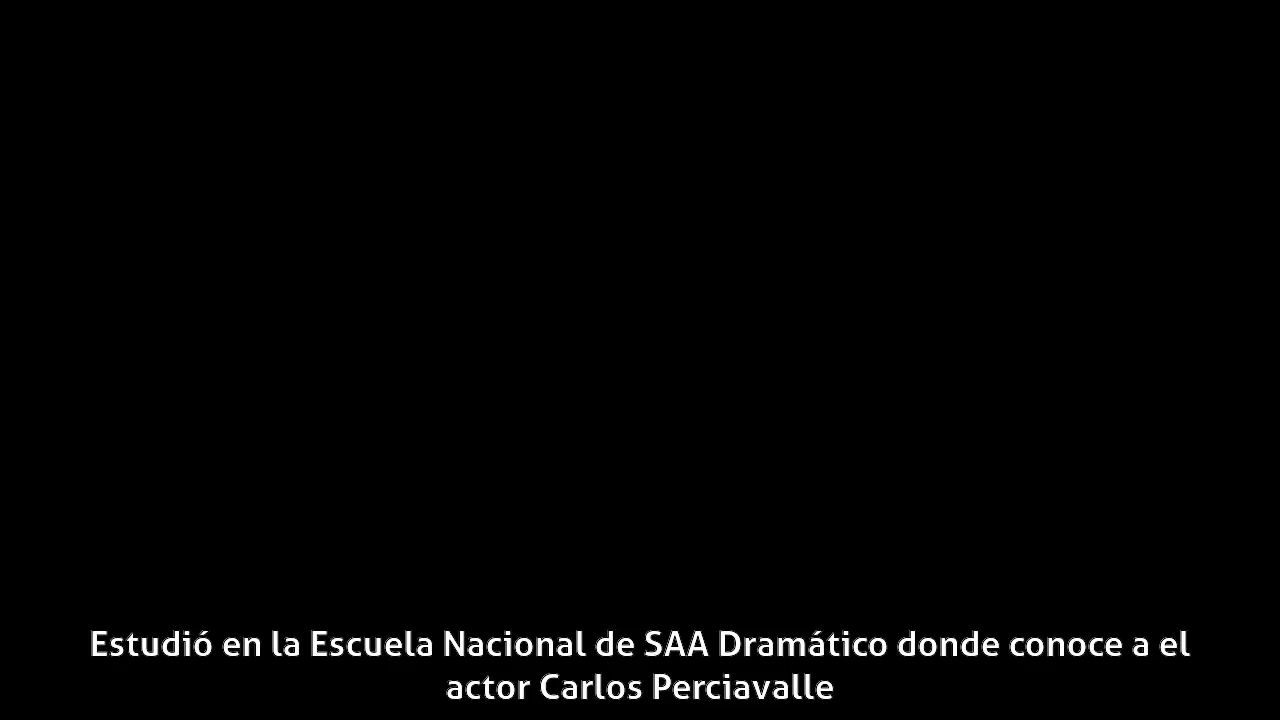 Estudió en la Escuela Nacional de SAA Dramático donde conoce a el
actor Carlos Perciavalle